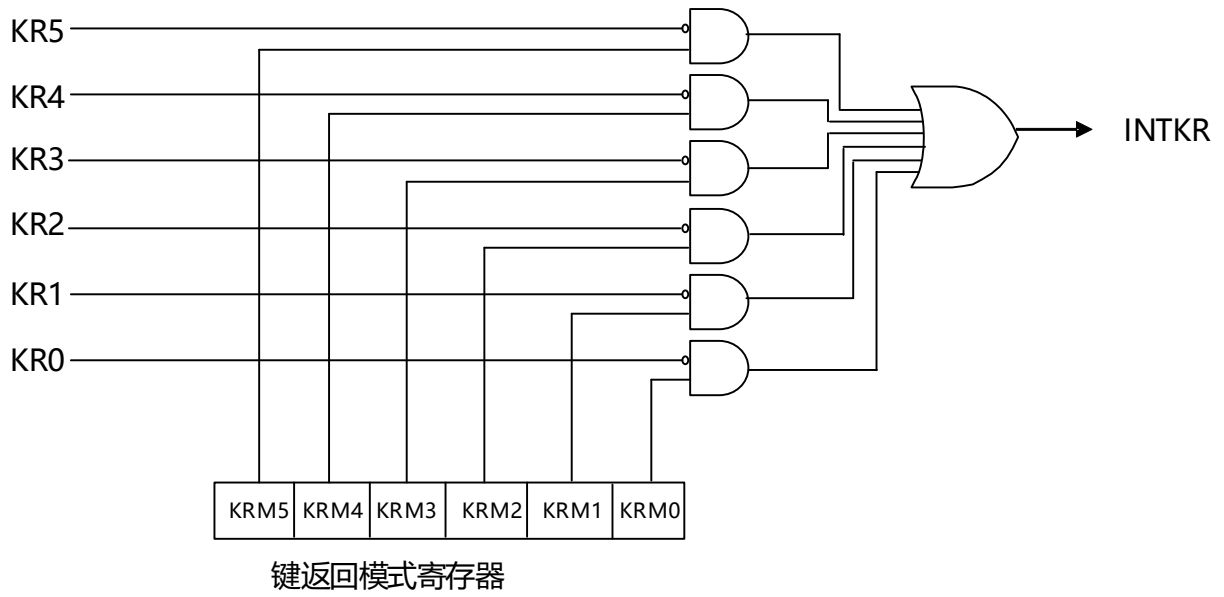 KR5
KR4
KR3
KR2
KR1
KR0
INTKR
KRM5 KRM4 KRM3 KRM2 KRM1 KRM0
键返回模式寄存器